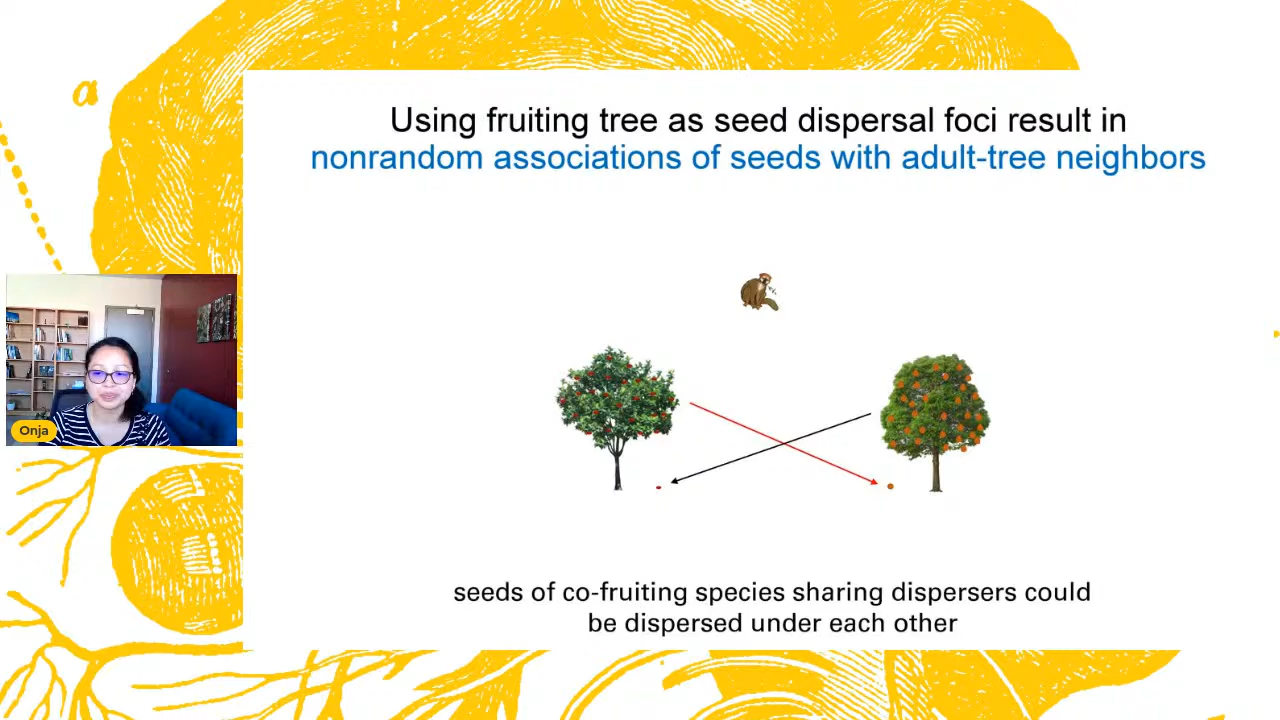 a
Using fruiting tree as seed dispersal foci result in
nonrandom associations of seeds with adult-tree neighbors
Onja
seeds of co-fruiting species sharing dispersers could
be dispersed under each other